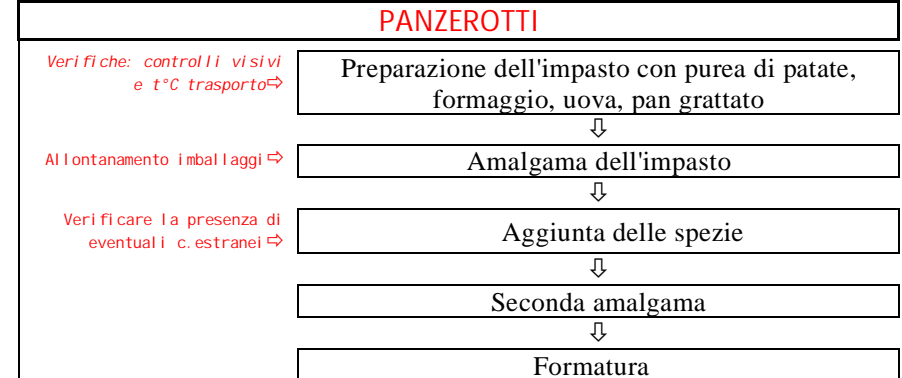 PANZEROTTI
Verifiche: controlli visivi
e t°C trasporto⇨
Preparazione dell'impasto con purea di patate,
formaggio, uova, pan grattato
⇩
Allontanamento imballaggi⇨
Amalgama dell'impasto
⇩
Verificare la presenza di
eventuali c.estranei⇨
Aggiunta delle spezie
⇩
Seconda amalgama
⇩
Formatura